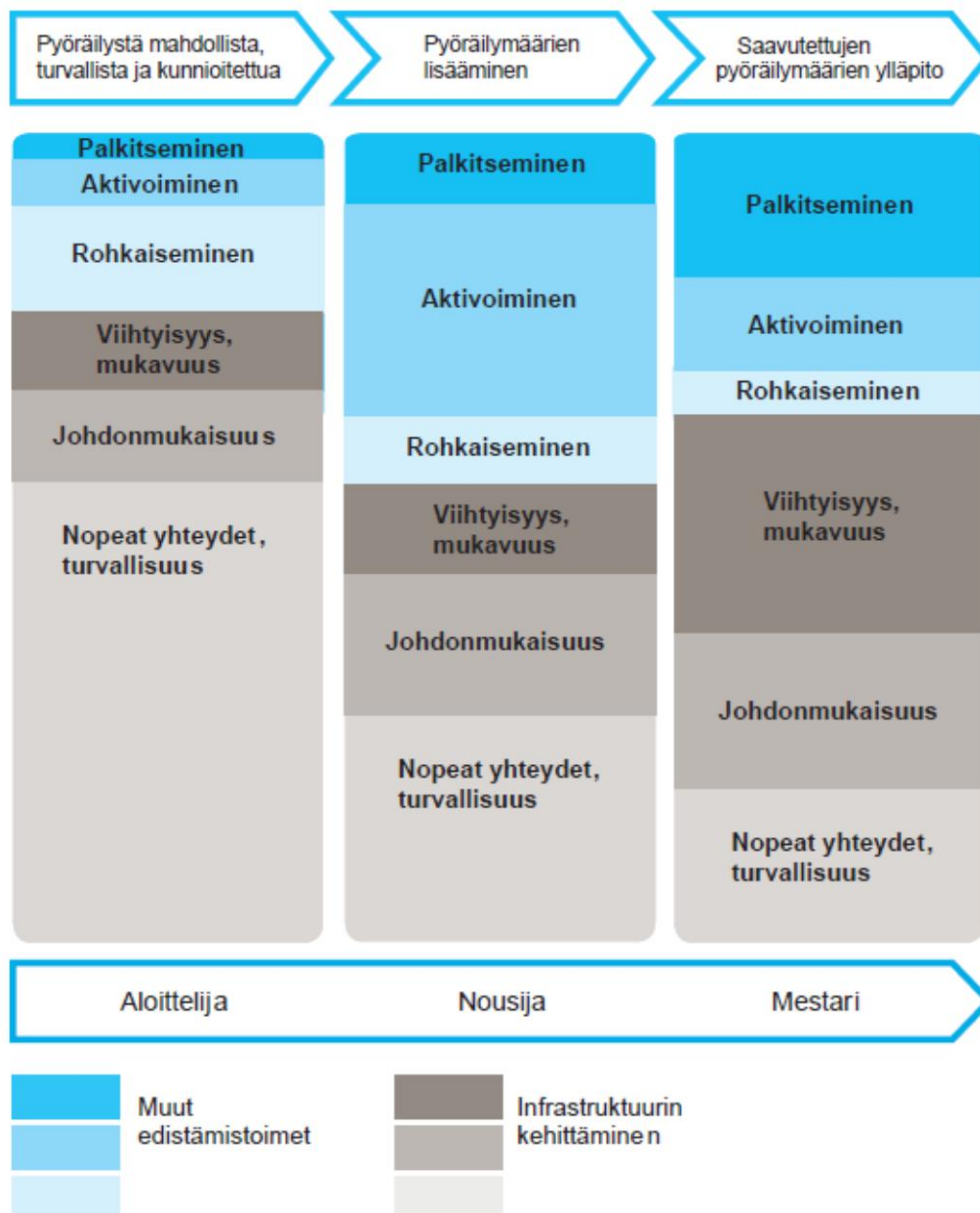 Pyöräilystä mahdollista,
turvallista ja kunnioitettua
Pyöräilymäärien
lisääminen
Saavutettujen
pyöräilymäärien ylläpito
Palkitseminen
Aktivoiminen
Rohkaiseminen
Viihtyisyys,
mukavuus
Johdonmukaisuus
Nopeat yhteydet,
turvallisuus
Palkitseminen
Aktivoiminen
Rohkaiseminen
Viihtyisyys,
mukavuus
Johdonmukaisuus
Nopeat yhteydet,
turvallisuus
Palkitseminen
Aktivoiminen
Rohkaiseminen
Viihtyisyys,
mukavuus
Johdonmukaisuus
Nopeat yhteydet,
turvallisuus
Aloittelija
Nousija
Mestari
Muut
edistämistoimet
Infrastruktuurin
kehittäminen